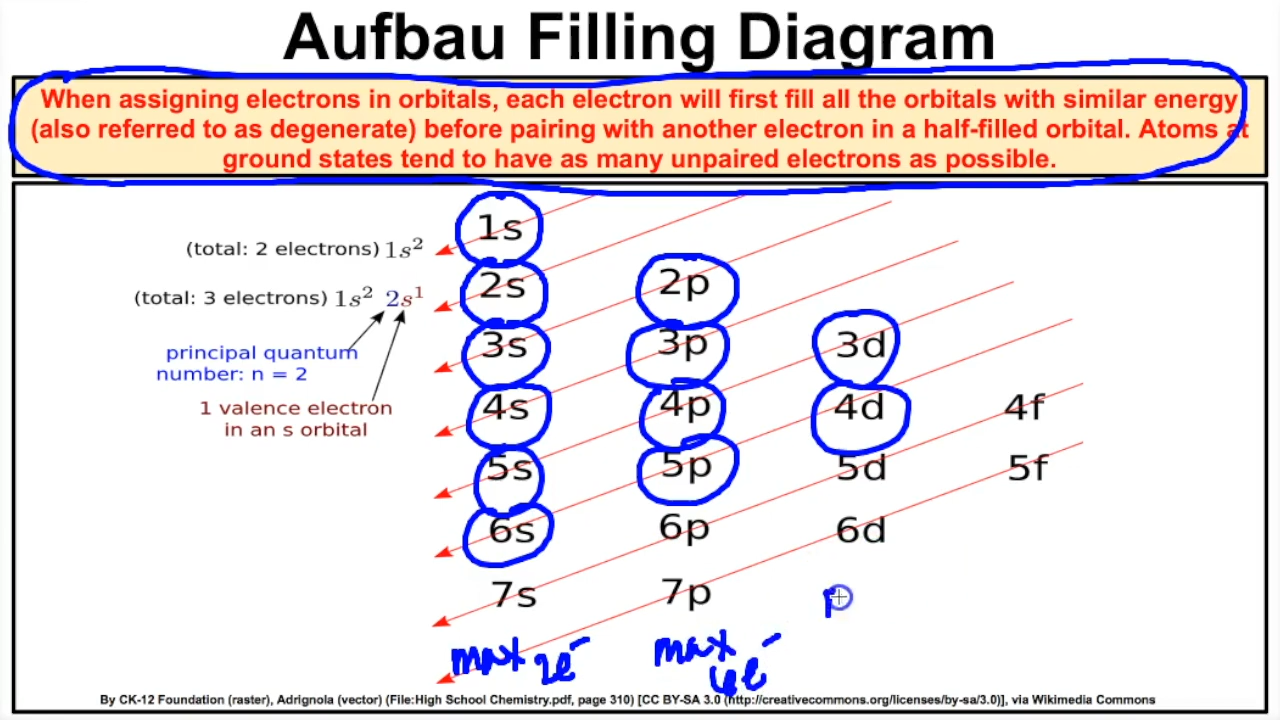 Aufbau Filling Diagram
When assigning electrons in orbitals, each electron will first fill all the orbitals with similar energy
(also referred to as degenerate) before pairing with another electron in a half-filled orbital. Atoms at
ground states tend to have as many unpaired electrons as possible.
1s
(total: 2 electrons) 1s²
2s 2p
(total: 3 electrons) 1s² 2s¹
3s 3p 3d
principal quantum
number: n = 2
4s 4p 4d 4f
1 valence electron
in an s orbital
5s 5p 5d 5f
6s 6p 6d
7s 7p
max 2e⁻ max 6e⁻
By CK-12 Foundation (raster), Adrignola (vector) (File:High School Chemistry.pdf, page 310) [CC BY-SA 3.0 (http://creativecommons.org/licenses/by-sa/3.0)], via Wikimedia Commons